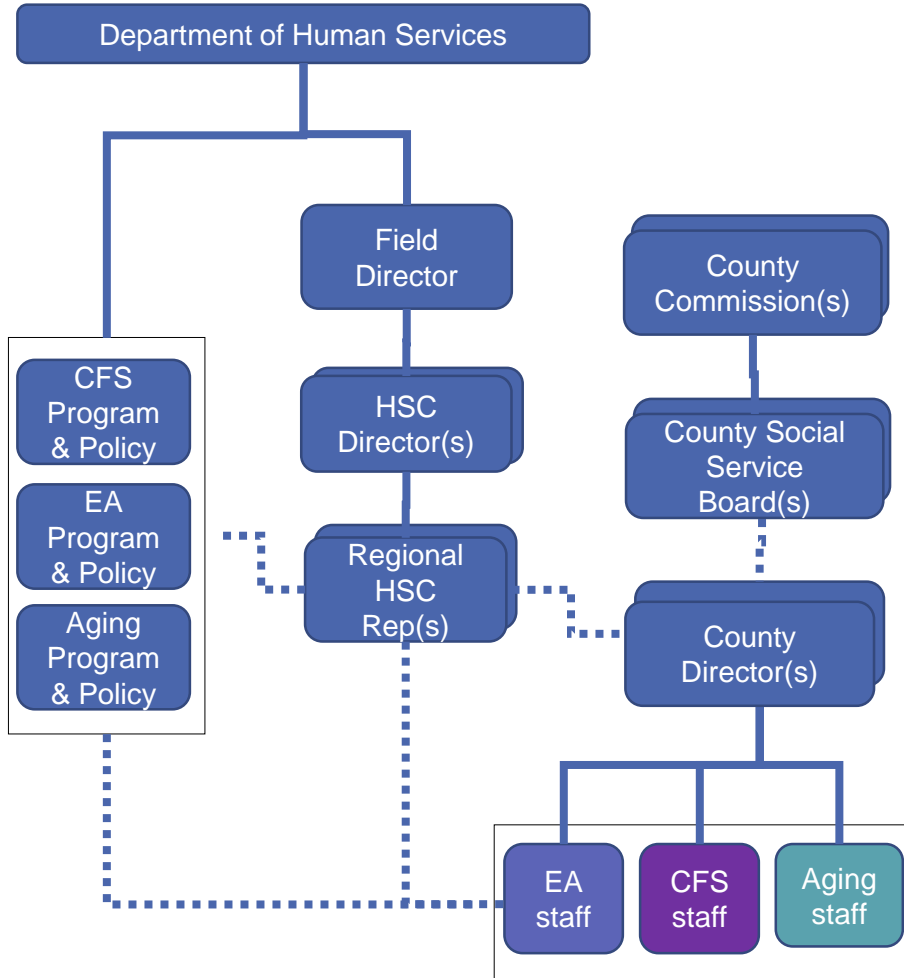 Department of Human Services
Field
Director
County
Commission(s)
CFS
Program
& Policy
HSC
Director(s)
County Social
Service
Board(s)
EA
Program
& Policy
Regional
HSC
Rep(s)
Aging
Program
& Policy
County
Director(s)
EA
staff
CFS
staff
Aging
staff